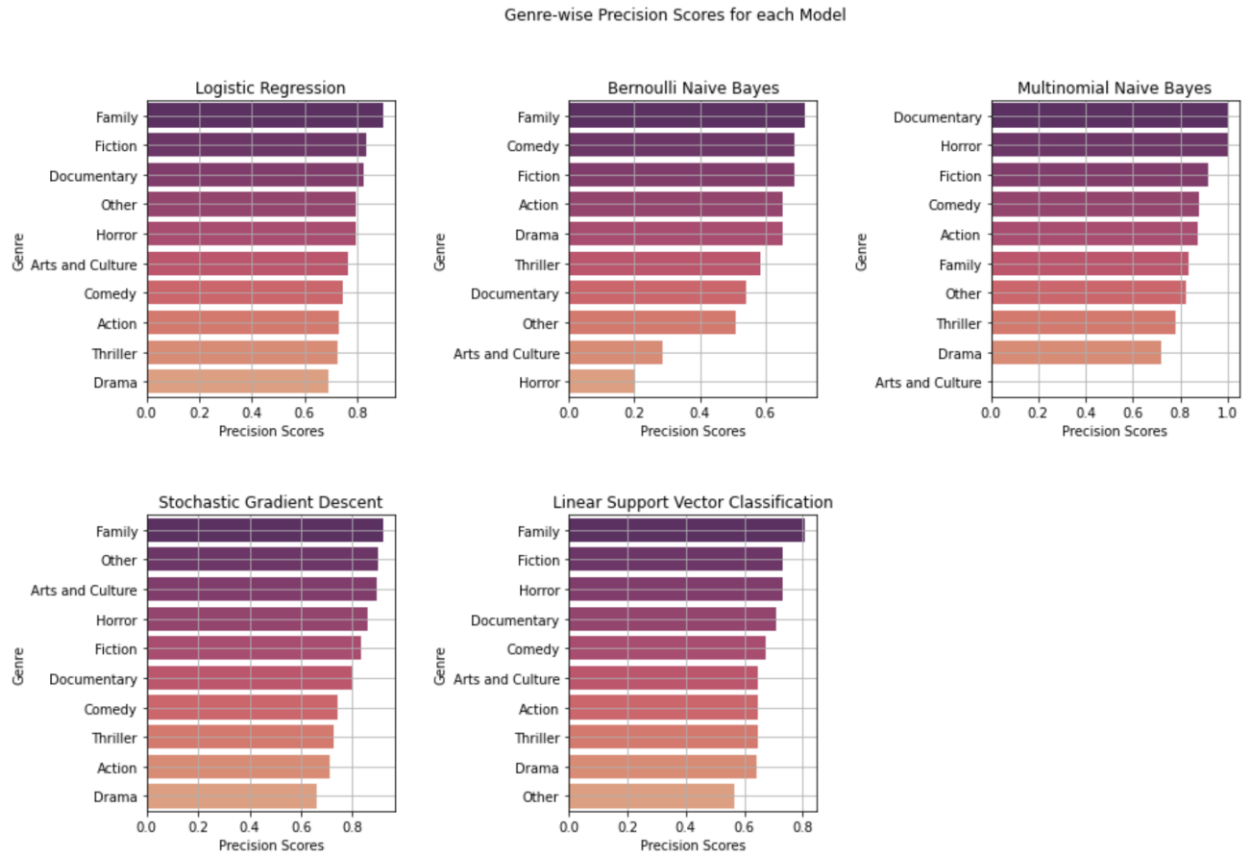 Genre-wise Precision Scores for each Model
Logistic Regression
Genre
Family
Fiction
Documentary
Other
Horror
Arts and Culture
Comedy
Action
Thriller
Drama
0.0 0.2 0.4 0.6 0.8
Precision Scores
Bernoulli Naive Bayes
Genre
Family
Comedy
Fiction
Action
Drama
Thriller
Documentary
Other
Arts and Culture
Horror
0.0 0.2 0.4 0.6
Precision Scores
Multinomial Naive Bayes
Genre
Documentary
Horror
Fiction
Comedy
Action
Family
Other
Thriller
Drama
Arts and Culture
0.0 0.2 0.4 0.6 0.8 1.0
Precision Scores
Stochastic Gradient Descent
Genre
Family
Other
Arts and Culture
Horror
Fiction
Documentary
Comedy
Thriller
Action
Drama
0.0 0.2 0.4 0.6 0.8
Precision Scores
Linear Support Vector Classification
Genre
Family
Fiction
Horror
Documentary
Comedy
Arts and Culture
Action
Thriller
Drama
Other
0.0 0.2 0.4 0.6 0.8
Precision Scores